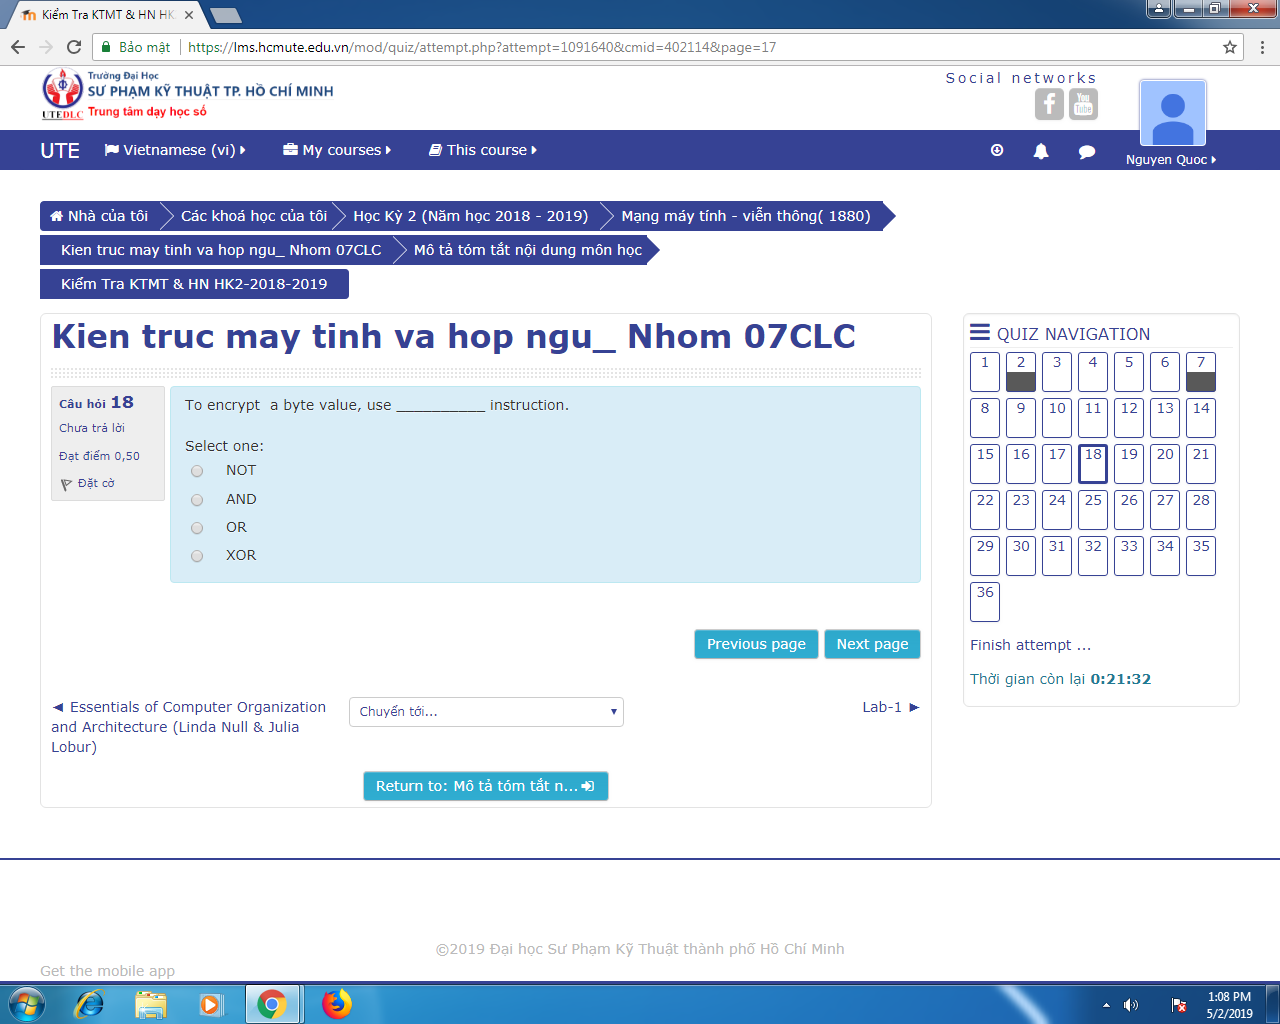 Kiểm Tra KTMT & HN HK
Bảo mật https://lms.hcmute.edu.vn/mod/quiz/attempt.php?attempt=1091640&cmid=402114&page=17
Trường Đại Học
SƯ PHẠM KỸ THUẬT TP. HỒ CHÍ MINH
UTEDLC Trung tâm dạy học số
Social networks
You
Tube
UTE Vietnamese (vi) My courses This course
Nguyen Quoc
Nhà của tôi Các khoá học của tôi Học Kỳ 2 (Năm học 2018 - 2019) Mạng máy tính - viễn thông( 1880)
Kien truc may tinh va hop ngu_ Nhom 07CLC Mô tả tóm tắt nội dung môn học
Kiểm Tra KTMT & HN HK2-2018-2019
Kien truc may tinh va hop ngu_ Nhom 07CLC
Câu hỏi 18
Chưa trả lời
Đạt điểm 0,50
Đặt cờ
To encrypt  a byte value, use __________ instruction.
Select one:
NOT
AND
OR
XOR
Previous page Next page
◄ Essentials of Computer Organization
and Architecture (Linda Null & Julia
Lobur)
Chuyển tới...
Lab-1 ►
Return to: Mô tả tóm tắt n...
QUIZ NAVIGATION
1 2 3 4 5 6 7
8 9 10 11 12 13 14
15 16 17 18 19 20 21
22 23 24 25 26 27 28
29 30 31 32 33 34 35
36
Finish attempt ...
Thời gian còn lại 0:21:32
©2019 Đại học Sư Phạm Kỹ Thuật thành phố Hồ Chí Minh
Get the mobile app
1:08 PM
5/2/2019